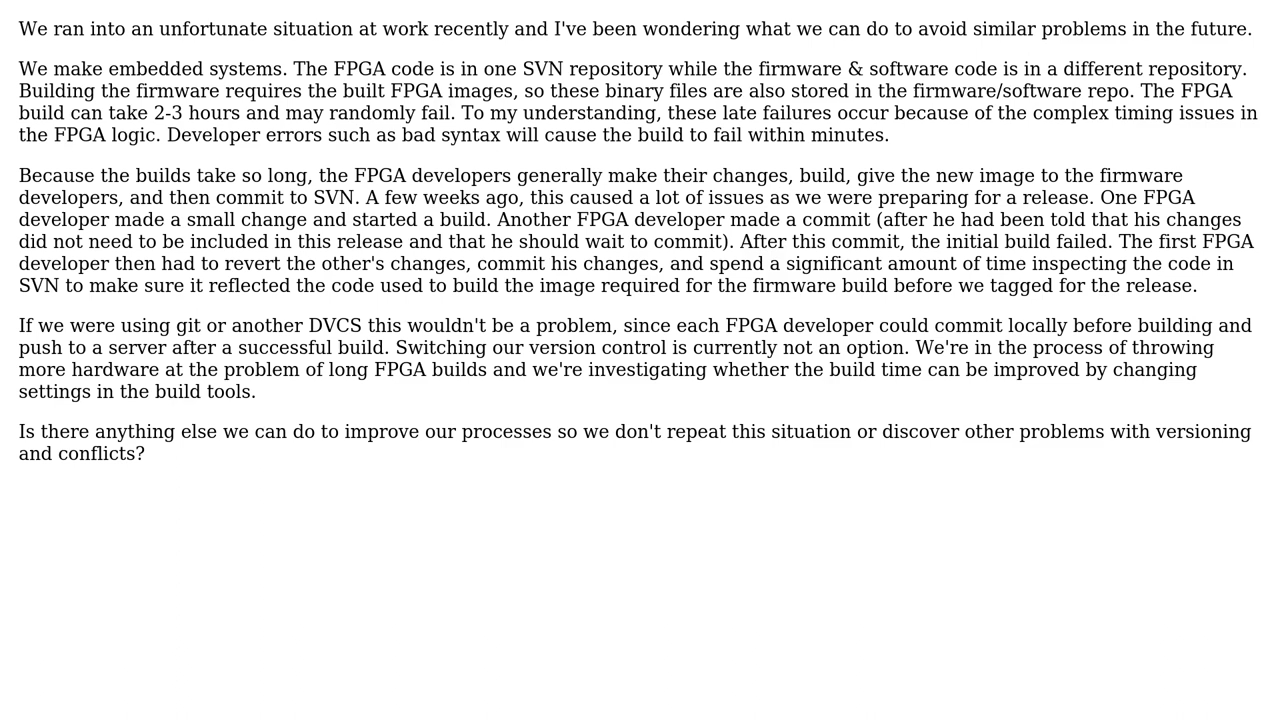 We ran into an unfortunate situation at work recently and I've been wondering what we can do to avoid similar problems in the future.
We make embedded systems. The FPGA code is in one SVN repository while the firmware & software code is in a different repository.
Building the firmware requires the built FPGA images, so these binary files are also stored in the firmware/software repo. The FPGA
build can take 2-3 hours and may randomly fail. To my understanding, these late failures occur because of the complex timing issues in
the FPGA logic. Developer errors such as bad syntax will cause the build to fail within minutes.
Because the builds take so long, the FPGA developers generally make their changes, build, give the new image to the firmware
developers, and then commit to SVN. A few weeks ago, this caused a lot of issues as we were preparing for a release. One FPGA
developer made a small change and started a build. Another FPGA developer made a commit (after he had been told that his changes
did not need to be included in this release and that he should wait to commit). After this commit, the initial build failed. The first FPGA
developer then had to revert the other's changes, commit his changes, and spend a significant amount of time inspecting the code in
SVN to make sure it reflected the code used to build the image required for the firmware build before we tagged for the release.
If we were using git or another DVCS this wouldn't be a problem, since each FPGA developer could commit locally before building and
push to a server after a successful build. Switching our version control is currently not an option. We're in the process of throwing
more hardware at the problem of long FPGA builds and we're investigating whether the build time can be improved by changing
settings in the build tools.
Is there anything else we can do to improve our processes so we don't repeat this situation or discover other problems with versioning
and conflicts?